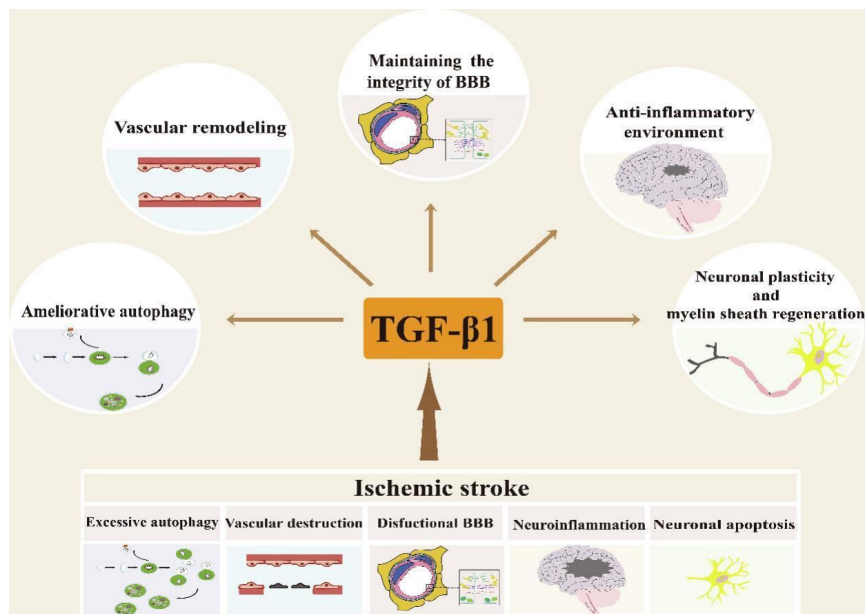 Maintaining the
integrity of BBB
Vascular remodeling
Anti-inflammatory
environment
Ameliorative autophagy
Neuronal plasticity
and
myelin sheath regeneration
TGF-β1
Ischemic stroke
Excessive autophagy
Vascular destruction
Disfuctional BBB
Neuroinflammation
Neuronal apoptosis